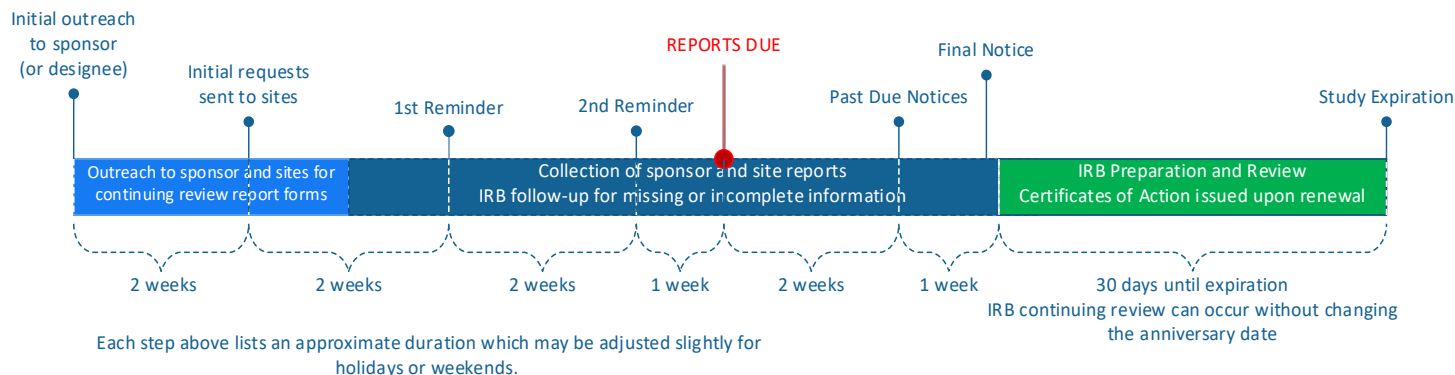 Initial outreach
to sponsor
(or designee)
Initial requests
sent to sites
1st Reminder
2nd Reminder
REPORTS DUE
Past Due Notices
Final Notice
Study Expiration
Outreach to sponsor and sites for
continuing review report forms
Collection of sponsor and site reports
IRB follow-up for missing or incomplete information
IRB Preparation and Review
Certificates of Action issued upon renewal
2 weeks
2 weeks
2 weeks
1 week
2 weeks
1 week
30 days until expiration
IRB continuing review can occur without changing
the anniversary date
Each step above lists an approximate duration which may be adjusted slightly for
holidays or weekends.